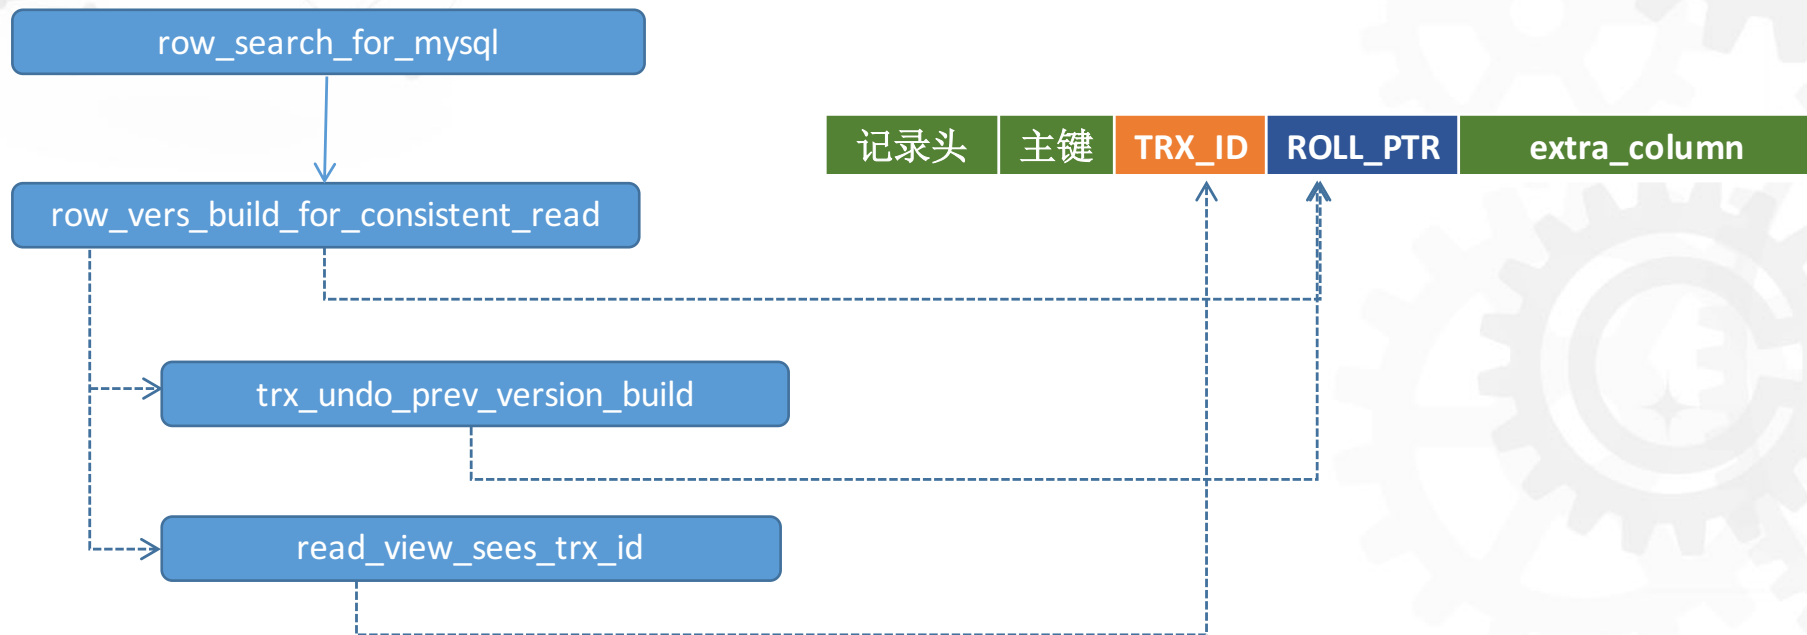 row_search_for_mysql
记录头 主键 TRX_ID ROLL_PTR extra_column
row_vers_build_for_consistent_read
trx_undo_prev_version_build
read_view_sees_trx_id